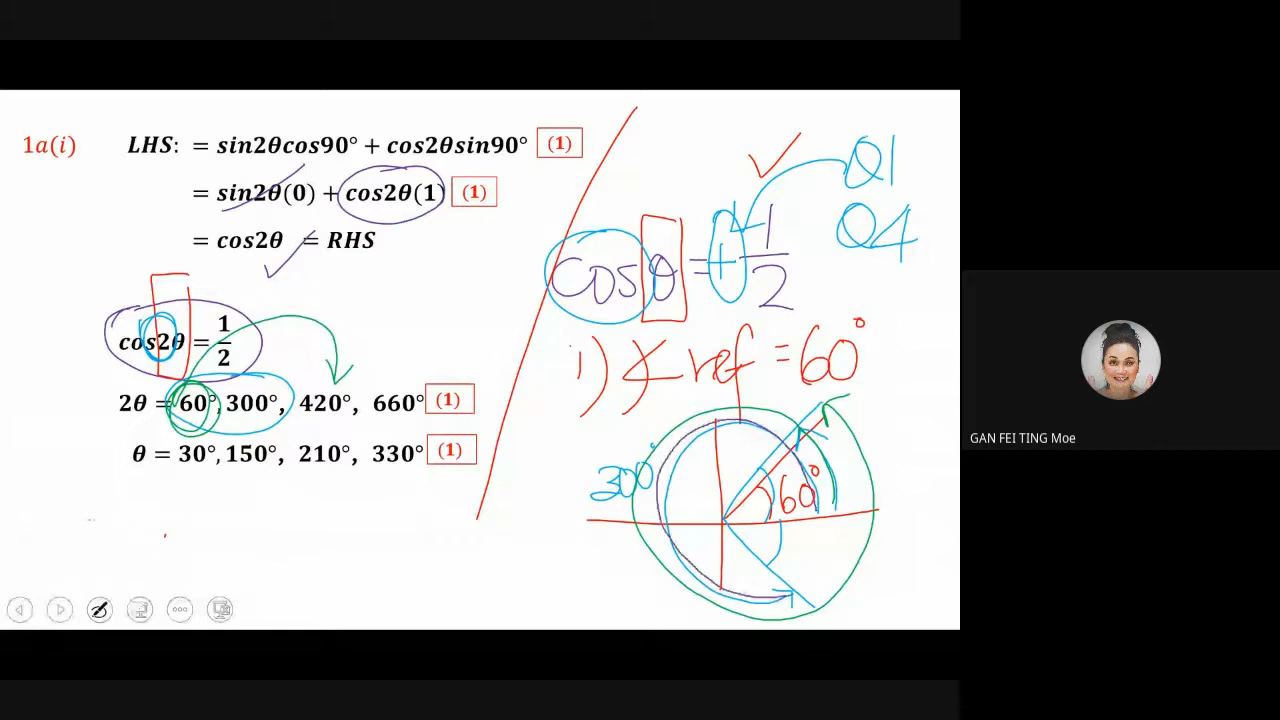 1a(i) LHS: = sin2θcos90° + cos2θsin90° (1)
= sin2θ(0) + cos2θ(1) (1)
= cos2θ = RHS
cos2θ = 1/2
2θ = 60°, 300°, 420°, 660° (1)
θ = 30°, 150°, 210°, 330° (1)
Q1
Q4
cosθ = + 1/2
i) ∡ ref = 60°
300°
60°
GAN FEI TING Moe